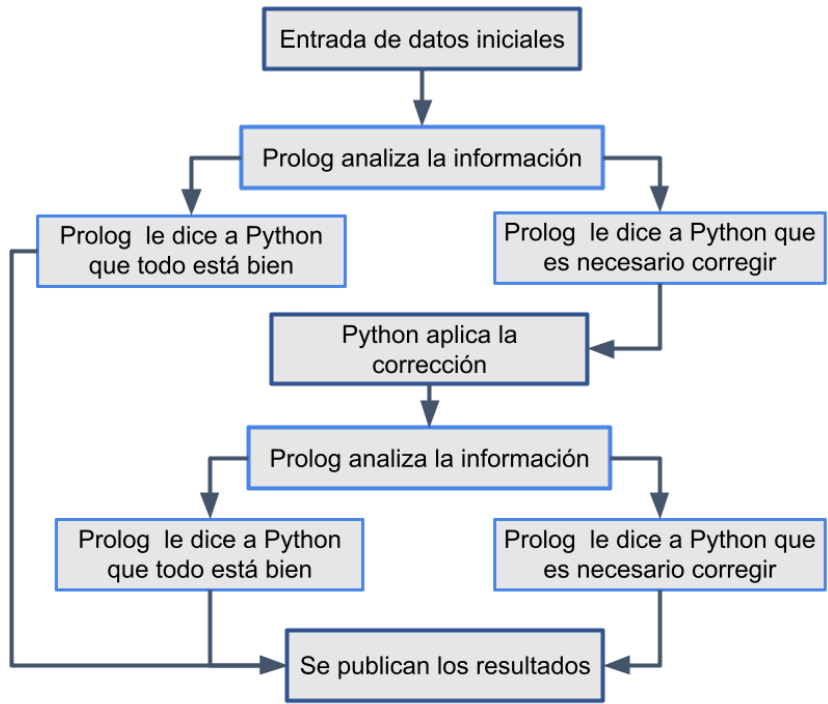 Entrada de datos iniciales
Prolog analiza la información
Prolog le dice a Python
que todo está bien
Prolog le dice a Python que
es necesario corregir
Python aplica la
corrección
Prolog analiza la información
Prolog le dice a Python
que todo está bien
Prolog le dice a Python que
es necesario corregir
Se publican los resultados